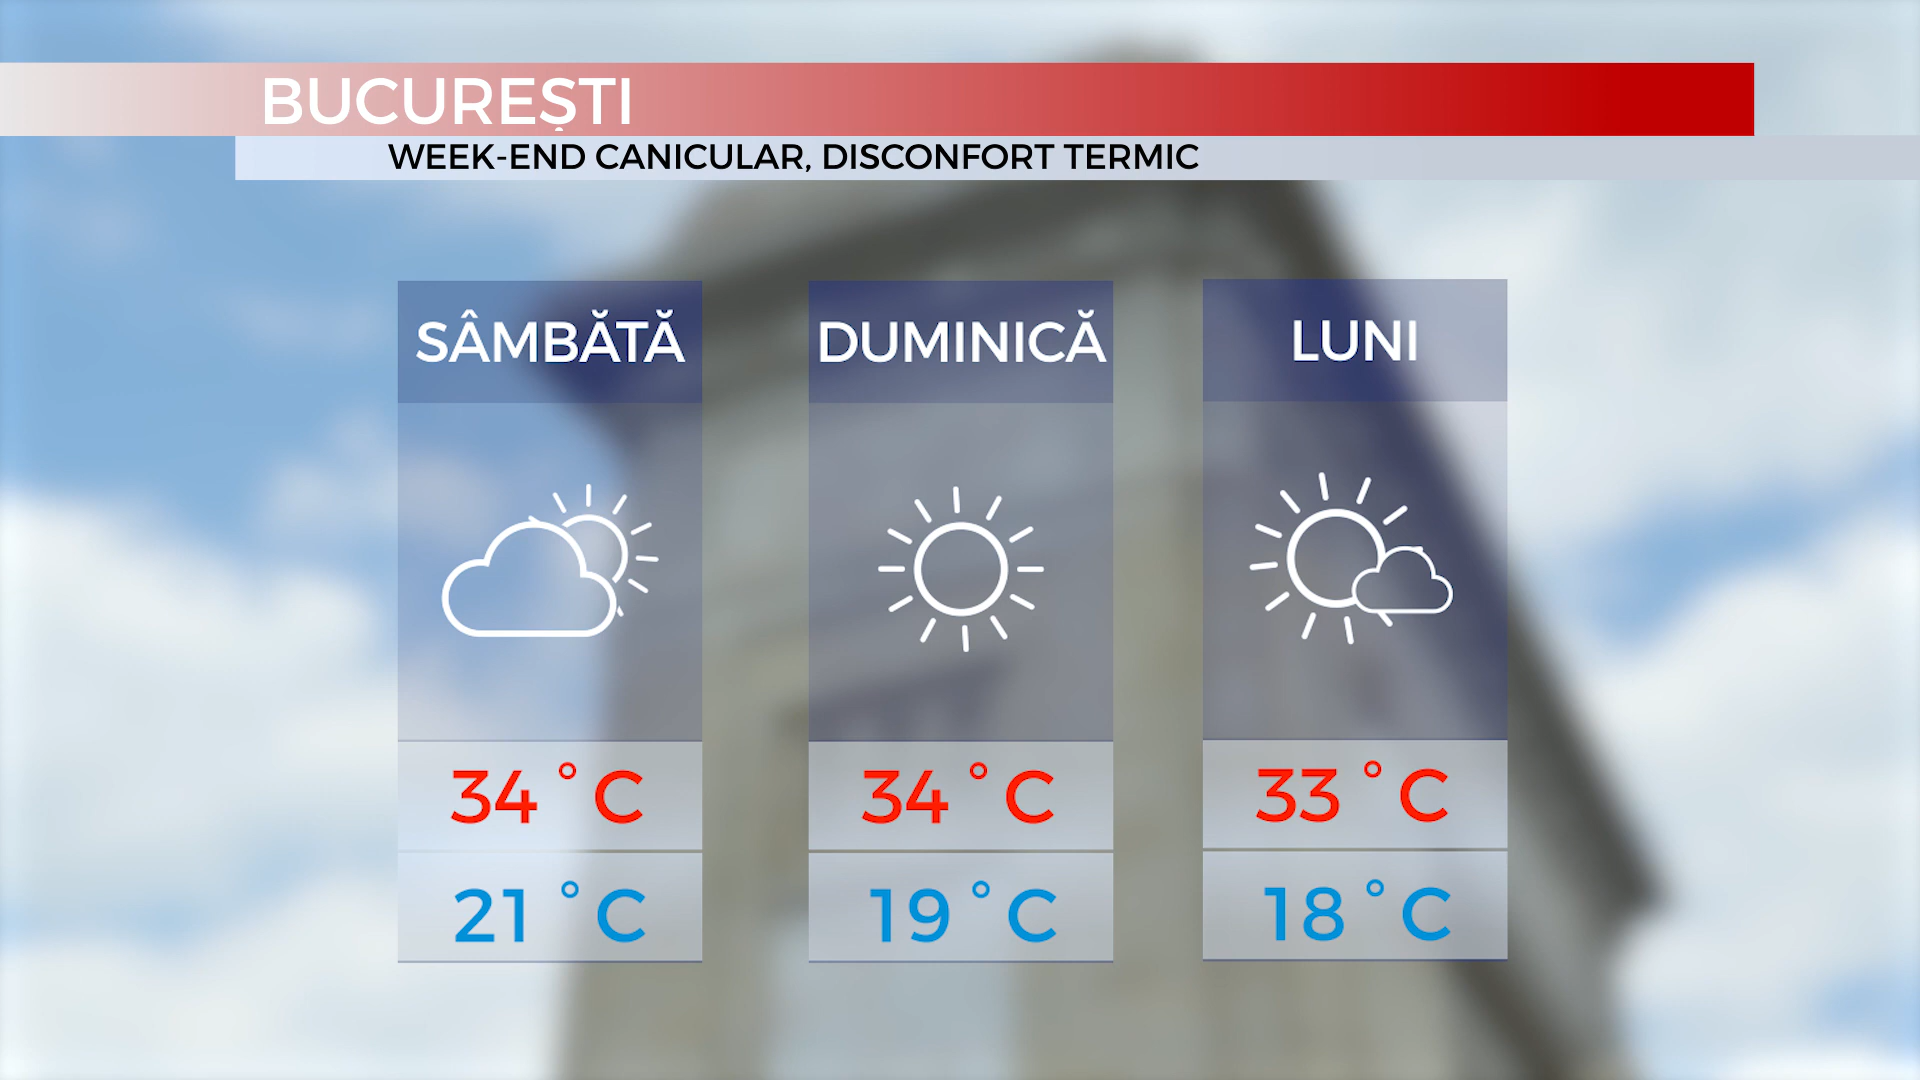 BUCUREȘTI
WEEK-END CANICULAR, DISCONFORT TERMIC
SÂMBĂTĂ
34°C
21°C
DUMINICĂ
34°C
19°C
LUNI
33°C
18°C